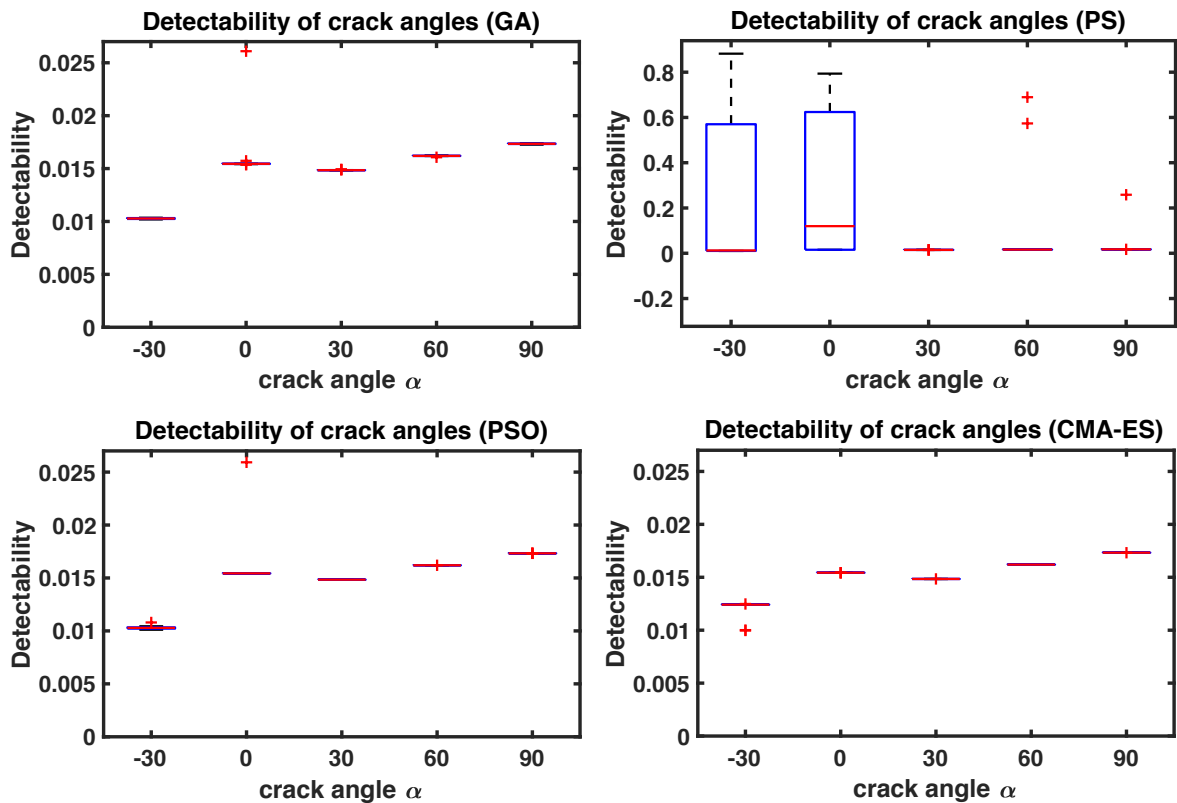 Detectability of crack angles (GA)
0.025
0.02
0.015
0.01
0.005
0
Detectability
-30 0 30 60 90
crack angle α
Detectability of crack angles (PS)
0.8
0.6
0.4
0.2
0
-0.2
Detectability
-30 0 30 60 90
crack angle α
Detectability of crack angles (PSO)
0.025
0.02
0.015
0.01
0.005
0
Detectability
-30 0 30 60 90
crack angle α
Detectability of crack angles (CMA-ES)
0.025
0.02
0.015
0.01
0.005
0
Detectability
-30 0 30 60 90
crack angle α